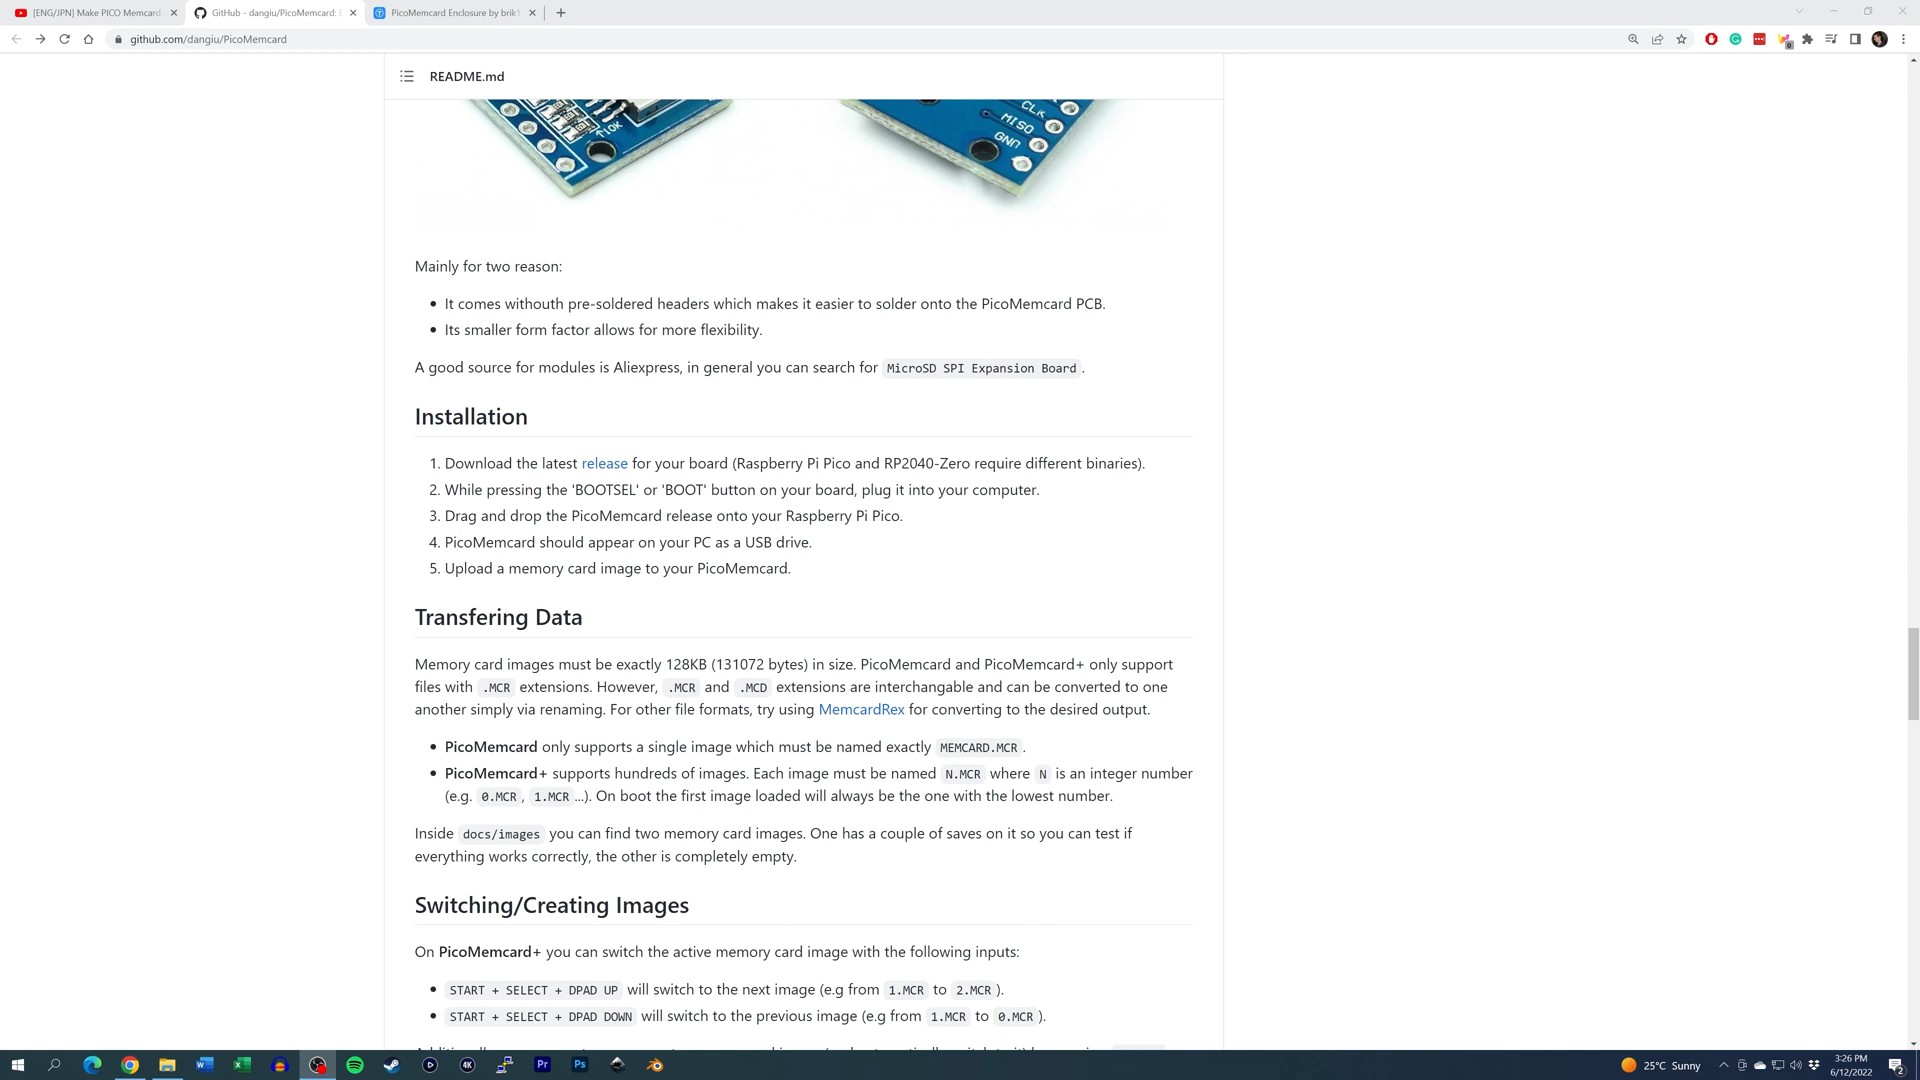 [ENG/JPN] Make PICO Memcard
GitHub - dangiu/PicoMemcard:
PicoMemcard Enclosure by brik
github.com/dangiu/PicoMemcard
README.md
↑10K
CLK
MISO
GND
Mainly for two reason:
• It comes withouth pre-soldered headers which makes it easier to solder onto the PicoMemcard PCB.
• Its smaller form factor allows for more flexibility.
A good source for modules is Aliexpress, in general you can search for MicroSD SPI Expansion Board.
Installation
1. Download the latest release for your board (Raspberry Pi Pico and RP2040-Zero require different binaries).
2. While pressing the 'BOOTSEL' or 'BOOT' button on your board, plug it into your computer.
3. Drag and drop the PicoMemcard release onto your Raspberry Pi Pico.
4. PicoMemcard should appear on your PC as a USB drive.
5. Upload a memory card image to your PicoMemcard.
Transfering Data
Memory card images must be exactly 128KB (131072 bytes) in size. PicoMemcard and PicoMemcard+ only support
files with .MCR extensions. However, .MCR and .MCD extensions are interchangable and can be converted to one
another simply via renaming. For other file formats, try using MemcardRex for converting to the desired output.
• PicoMemcard only supports a single image which must be named exactly MEMCARD.MCR.
• PicoMemcard+ supports hundreds of images. Each image must be named N.MCR where N is an integer number
(e.g. 0.MCR, 1.MCR...). On boot the first image loaded will always be the one with the lowest number.
Inside docs/images you can find two memory card images. One has a couple of saves on it so you can test if
everything works correctly, the other is completely empty.
Switching/Creating Images
On PicoMemcard+ you can switch the active memory card image with the following inputs:
• START + SELECT + DPAD UP will switch to the next image (e.g from 1.MCR to 2.MCR).
• START + SELECT + DPAD DOWN will switch to the previous image (e.g from 1.MCR to 0.MCR).
25°C Sunny
3:26 PM
6/12/2022